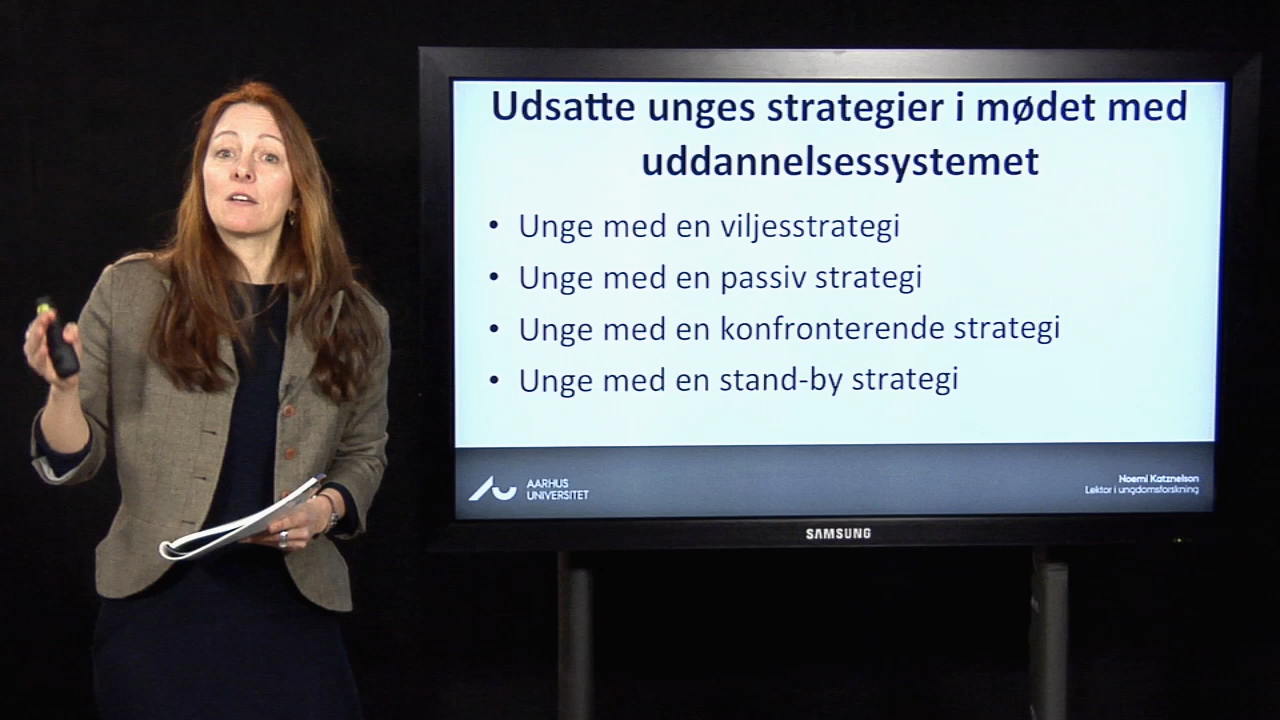 Udsatte unges strategier i mødet med
uddannelsessystemet
• Unge med en viljesstrategi
• Unge med en passiv strategi
• Unge med en konfronterende strategi
• Unge med en stand-by strategi
AARHUS
UNIVERSITET
Noemi Katznelson
Lektor i ungdomsforskning
SAMSUNG